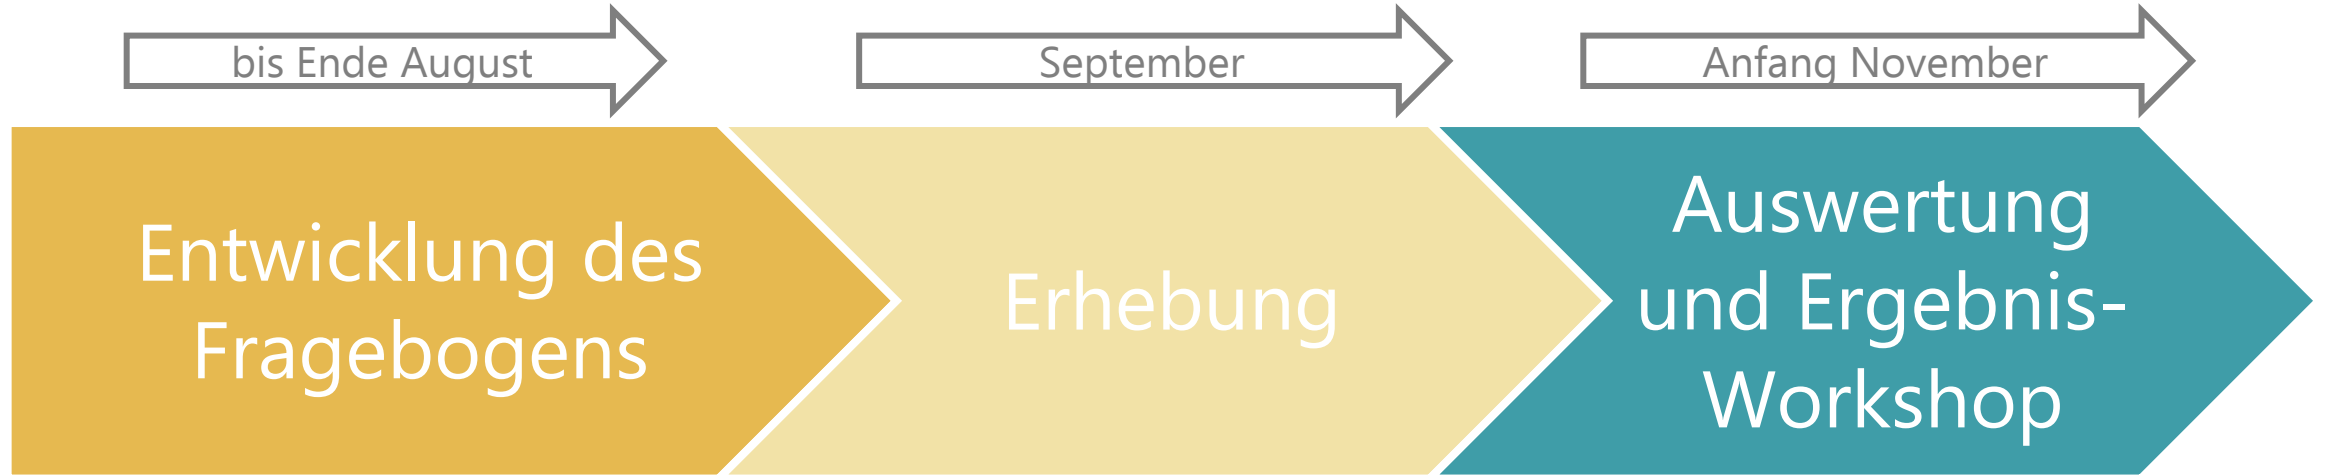 bis Ende August
September
Anfang November
Entwicklung des
Fragebogens
Erhebung
Auswertung
und Ergebnis-
Workshop